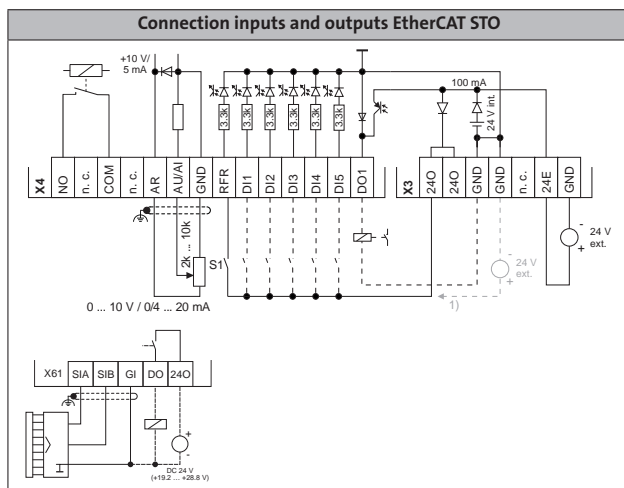 Connection inputs and outputs EtherCAT STO
+10 V/
5 mA
3.3k
3.3k
3.3k
3.3k
3.3k
3.3k
100 mA
24 V int.
X4
NO
n. c.
COM
n. c.
AR
AU/AI
GND
RFR
DI1
DI2
DI3
DI4
DI5
DO1
X3
24O
24O
GND
GND
n. c.
24E
GND
2k ... 10k
S1
0 ... 10 V / 0/4 ... 20 mA
-
24 V
ext.
+
1)
-
24 V
ext.
+
X61
SIA
SIB
GI
DO
24O
+
-
DC 24 V
(+19.2 ... +28.8 V)